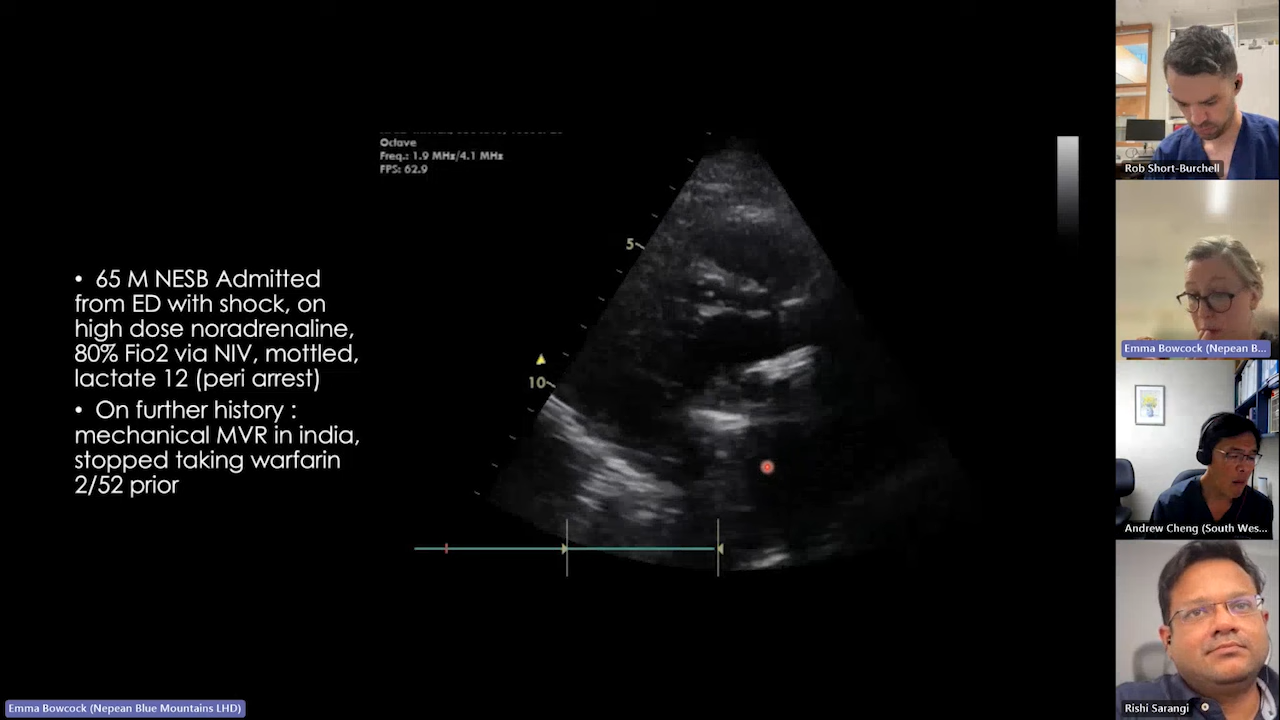 Octave
Freq.: 1.9 MHz/4.1 MHz
FPS: 62.9
5
10
• 65 M NESB Admitted
from ED with shock, on
high dose noradrenaline,
80% Fio2 via NIV, mottled,
lactate 12 (peri arrest)
• On further history :
mechanical MVR in india,
stopped taking warfarin
2/52 prior
Rob Short-Burchell
Emma Bowcock (Nepean B...
Andrew Cheng (South Wes...
Rishi Sarangi
Emma Bowcock (Nepean Blue Mountains LHD)